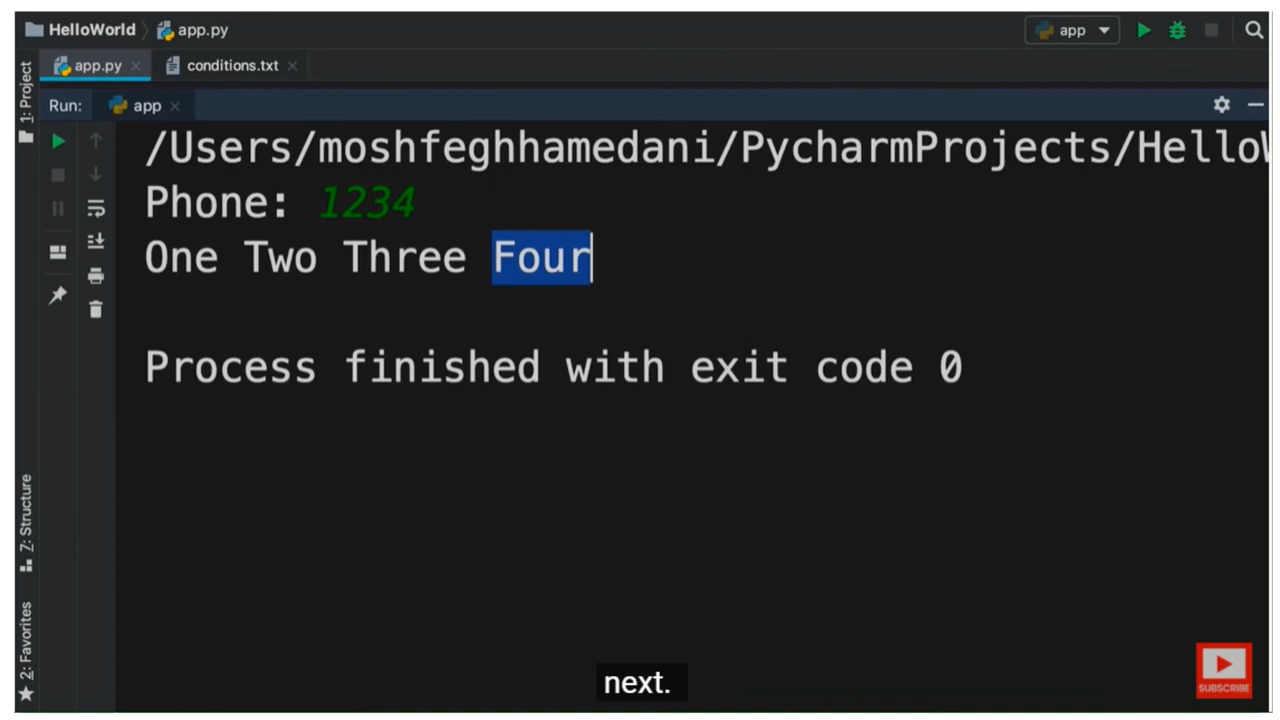 HelloWorld app.py
app
app.py
conditions.txt
1: Project
Run:
app
/Users/moshfeghhamedani/PycharmProjects/HelloW
Phone: 1234
One Two Three Four
Process finished with exit code 0
Z: Structure
2: Favorites
next.
SUBSCRIBE